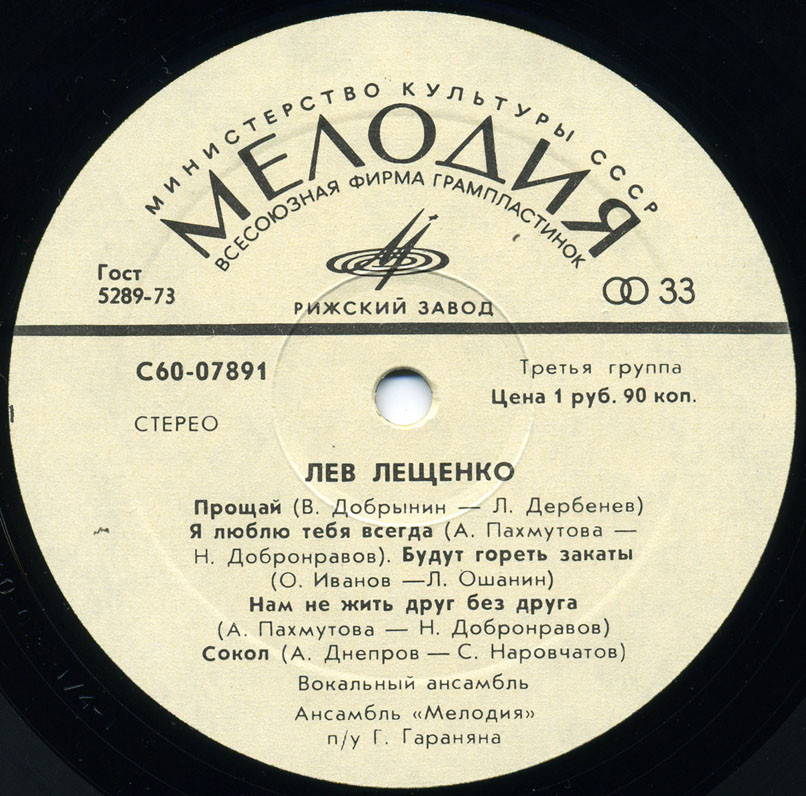 МИНИСТЕРСТВО КУЛЬТУРЫ СССР
МЕЛОДИЯ
ВСЕСОЮЗНАЯ ФИРМА ГРАМПЛАСТИНОК
Гост
5289-73
33
РИЖСКИЙ ЗАВОД
С60-07891
Третья группа
Цена 1 руб. 90 коп.
СТЕРЕО
ЛЕВ ЛЕЩЕНКО
Прощай (В. Добрынин — Л. Дербенев)
Я люблю тебя всегда (А. Пахмутова —
Н. Добронравов). Будут гореть закаты
(О. Иванов —Л. Ошанин)
Нам не жить друг без друга
(А. Пахмутова — Н. Добронравов)
Сокол (А. Днепров — С. Наровчатов)
Вокальный ансамбль
Ансамбль «Мелодия»
п/у Г. Гараняна